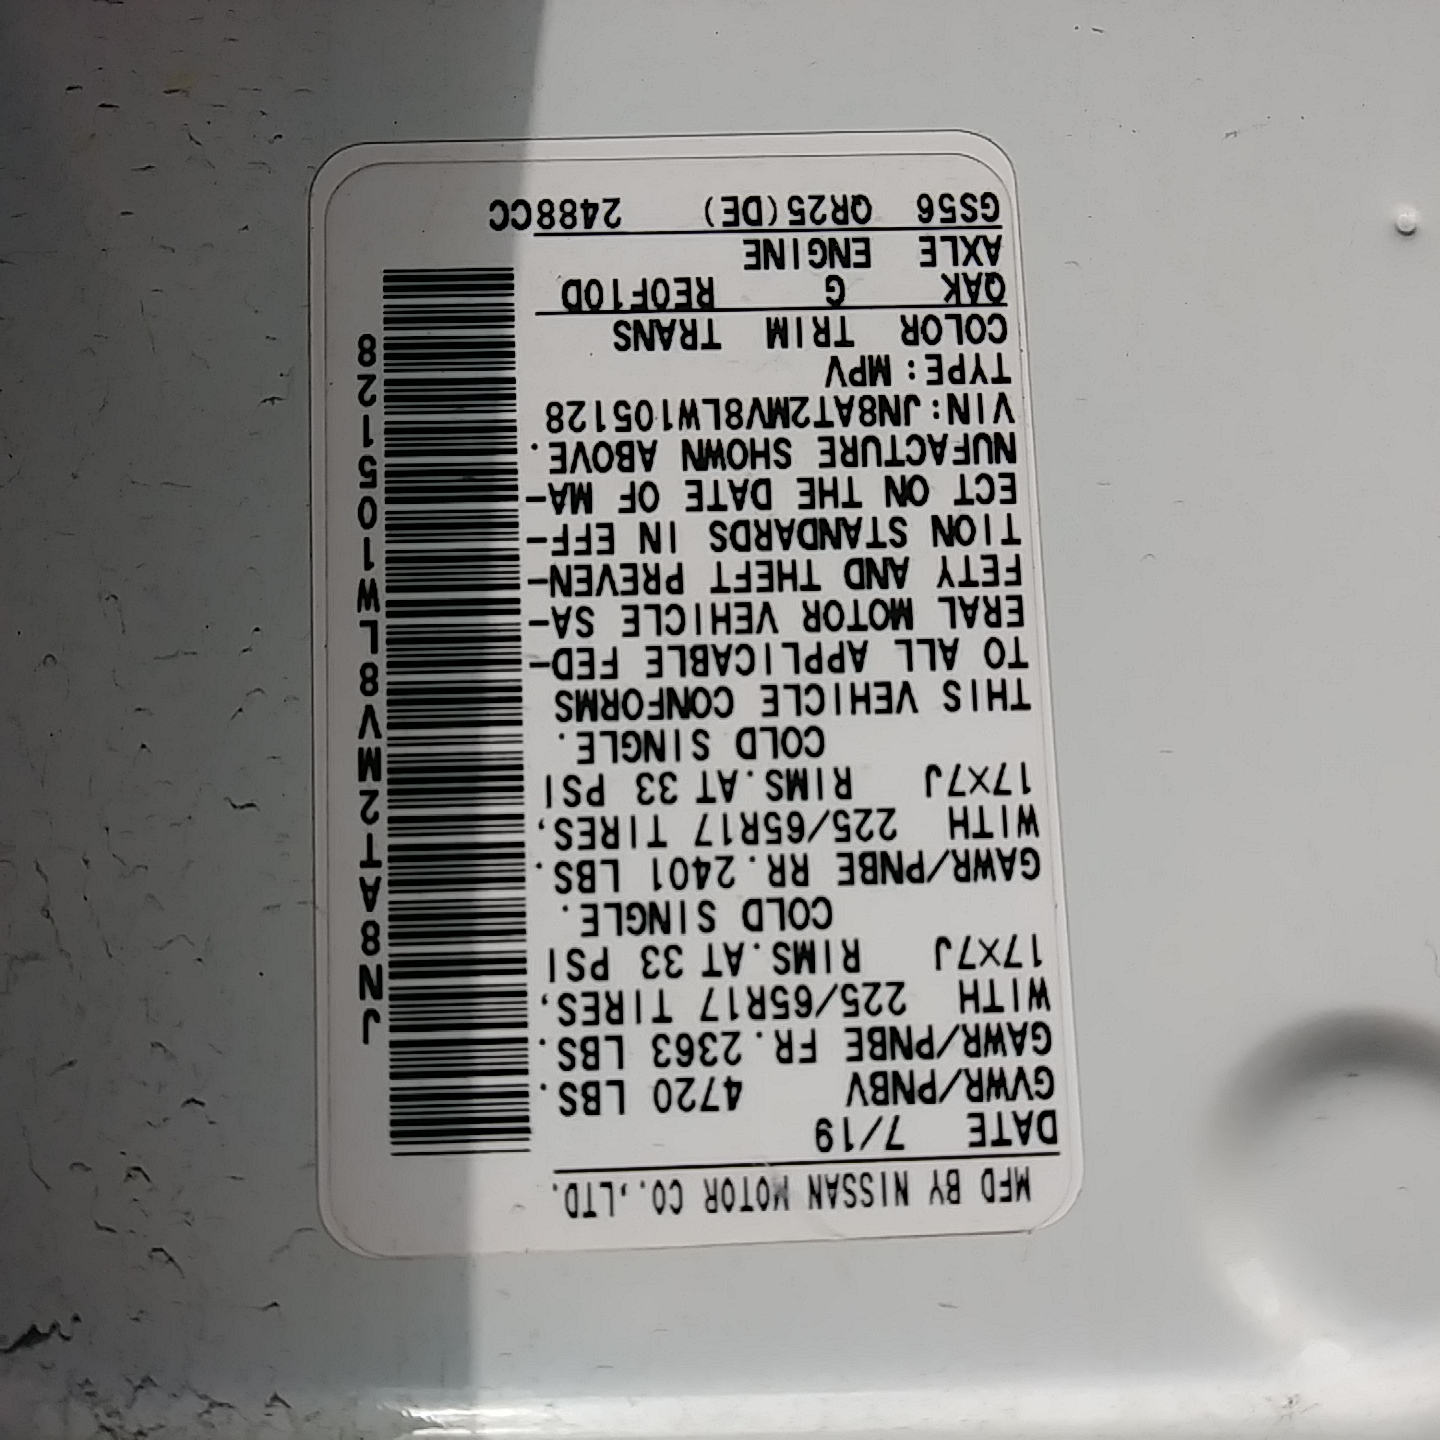 MFD BY NISSAN MOTOR CO.,LTD.
DATE 7/19
GVWR/PNBV 4720 LBS.
GAWR/PNBE FR.2363 LBS.
WITH 225/65R17 TIRES,
17×7J RIMS.AT 33 PSI
COLD SINGLE.
GAWR/PNBE RR.2401 LBS.
WITH 225/65R17 TIRES,
17×7J RIMS.AT 33 PSI
COLD SINGLE.
THIS VEHICLE CONFORMS
TO ALL APPLICABLE FED-
ERAL MOTOR VEHICLE SA-
FETY AND THEFT PREVEN-
TION STANDARDS IN EFF-
ECT ON THE DATE OF MA-
NUFACTURE SHOWN ABOVE.
VIN:JN8AT2MV8LW105128
TYPE:MPV
COLOR TRIM TRANS
QAK G RE0F10D
AXLE ENGINE
GS56 QR25(DE) 2488CC
JN8AT2MV8LW105128